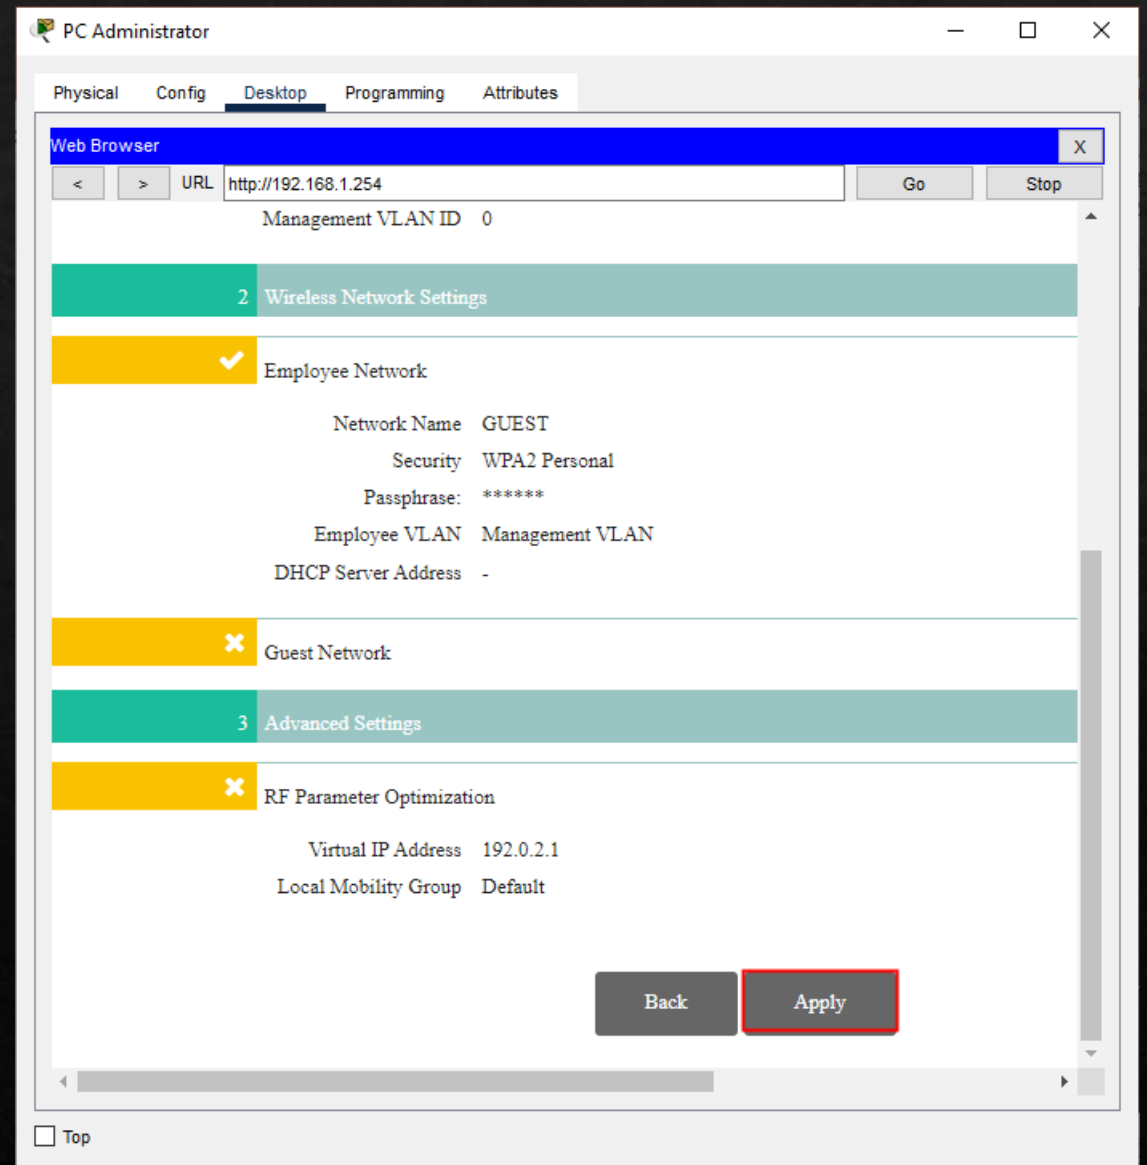 PC Administrator
Physical Config Desktop Programming Attributes
Web Browser X
< > URL http://192.168.1.254 Go Stop
Management VLAN ID 0
2 Wireless Network Settings
Employee Network
Network Name GUEST
Security WPA2 Personal
Passphrase: ******
Employee VLAN Management VLAN
DHCP Server Address -
Guest Network
3 Advanced Settings
RF Parameter Optimization
Virtual IP Address 192.0.2.1
Local Mobility Group Default
Back Apply
Top